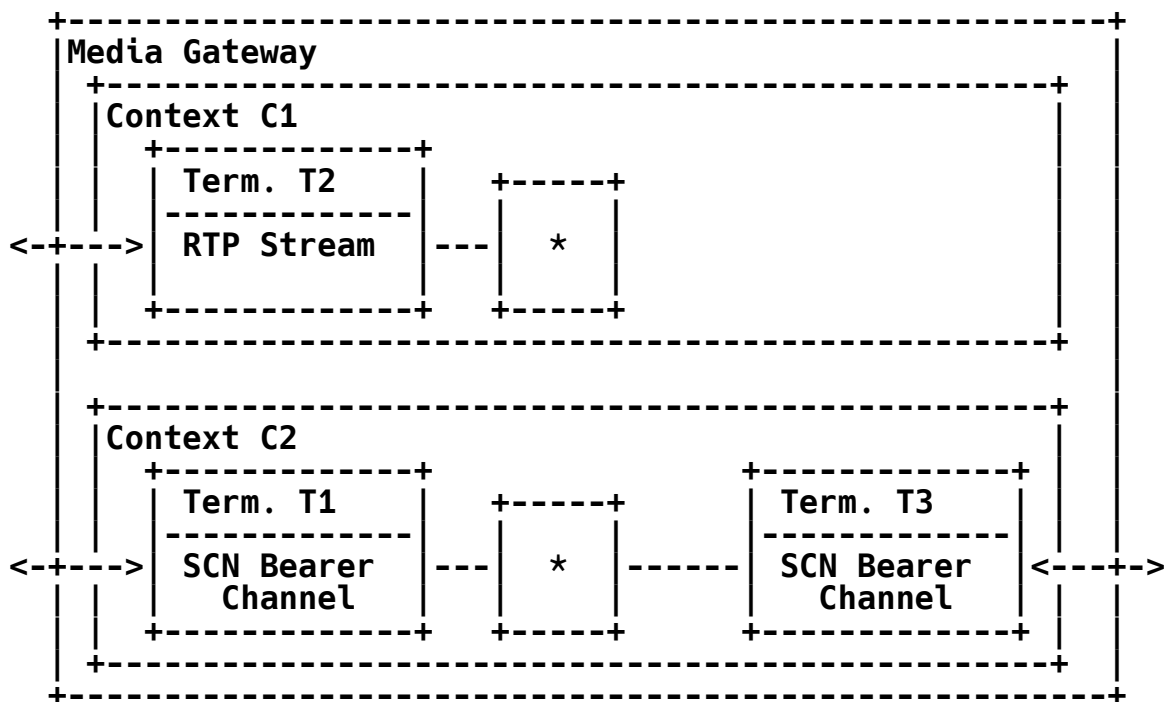 Media Gateway
Context C1
Term. T2
RTP Stream
*
Context C2
Term. T1
SCN Bearer
Channel
*
Term. T3
SCN Bearer
Channel